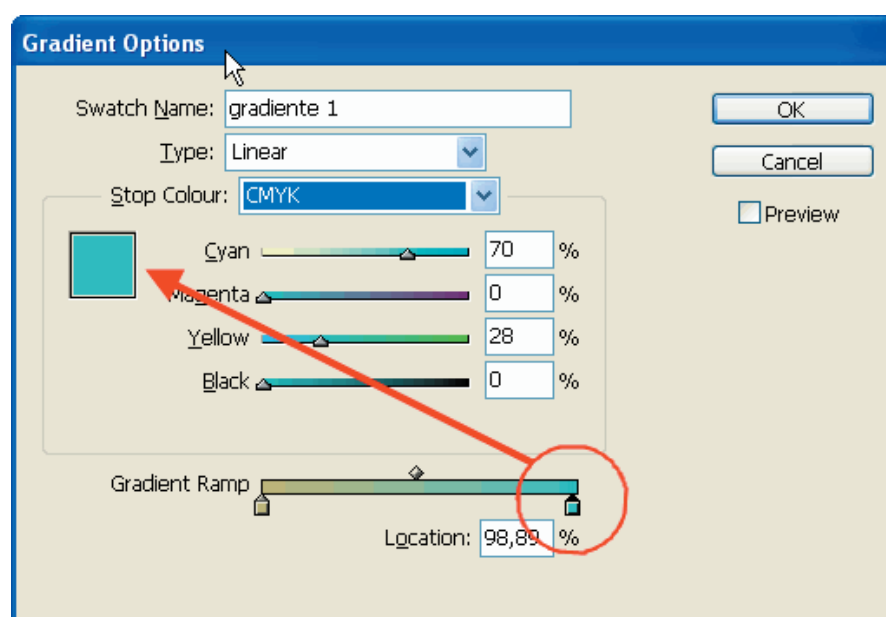 Gradient Options
Swatch Name: gradiente 1
OK
Type: Linear
Cancel
Stop Colour: CMYK
Preview
Cyan 70 %
Magenta 0 %
Yellow 28 %
Black 0 %
Gradient Ramp
Location: 98,89 %